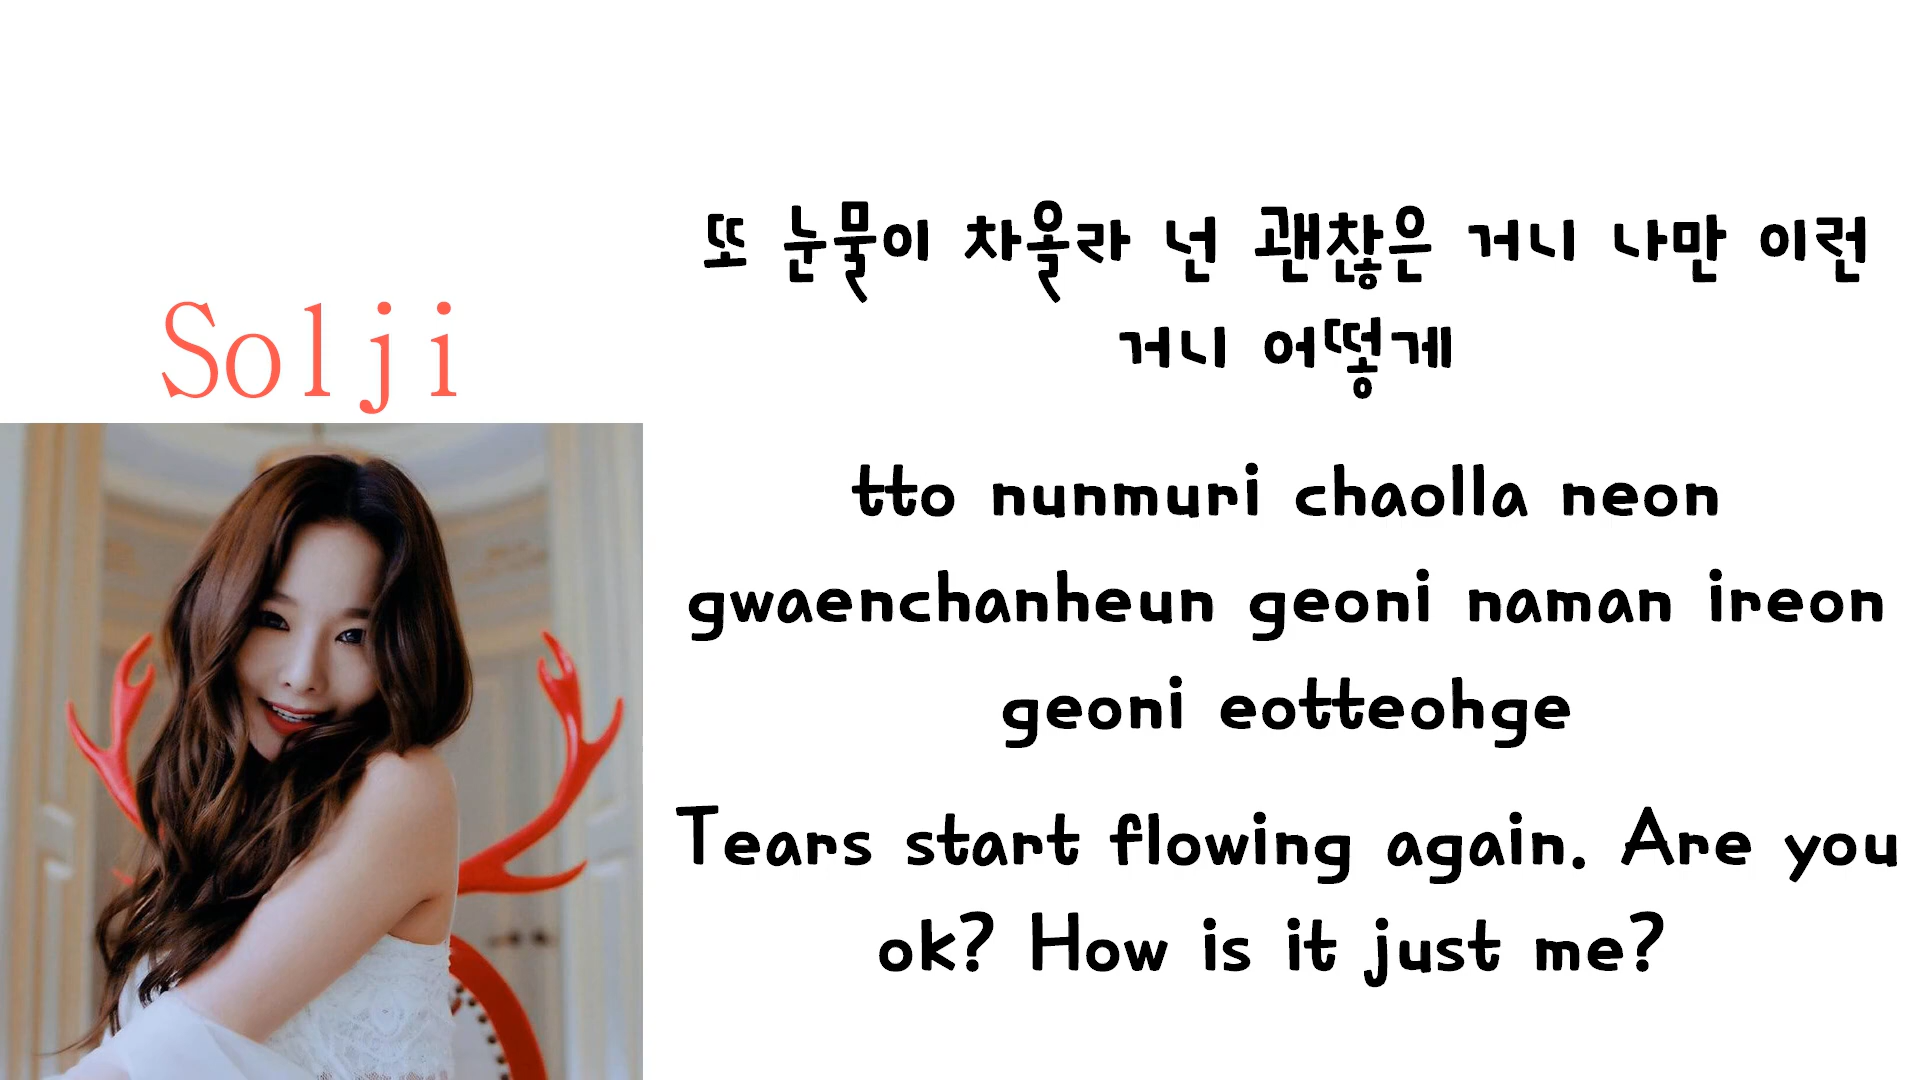 Solji
또 눈물이 차올라 넌 괜찮은 거니 나만 이런
거니 어떻게
tto nunmuri chaolla neon
gwaenchanheun geoni naman ireon
geoni eotteohge
Tears start flowing again. Are you
ok? How is it just me?